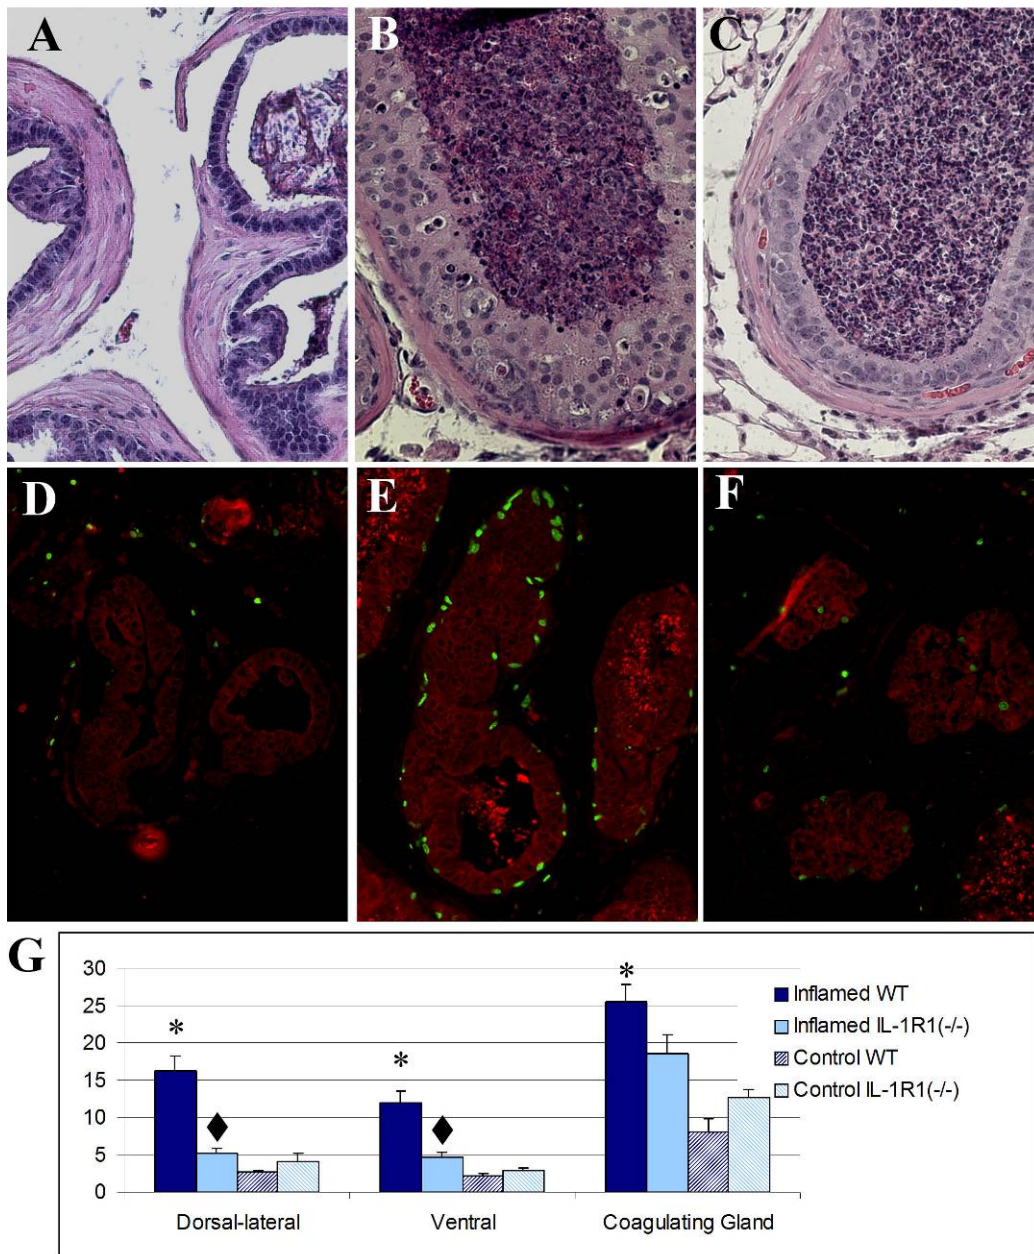 A
B
C
D
E
F
G
30
25
20
15
10
5
0
*
*
*
Inflamed WT
Inflamed IL-1R1(-/-)
Control WT
Control IL-1R1(-/-)
Dorsal-lateral
Ventral
Coagulating Gland